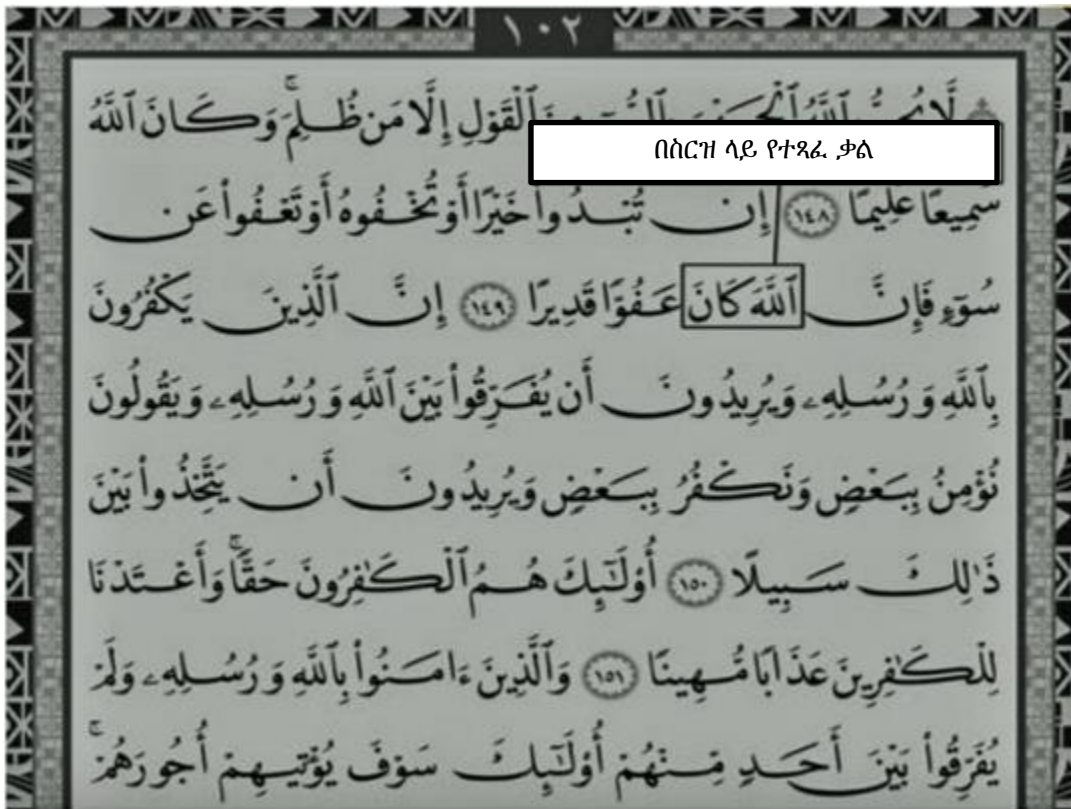 ١٠٢
ٱللَّهُ ٱلْقَوْلِ إِلَّا مَن ظُلِمَ ۚ وَكَانَ ٱللَّهُ
በስርዝ ላይ የተጻፈ ቃል
سَمِيعًا عَلِيمًا ١٤٨ إِن تُبْدُوا۟ خَيْرًا أَوْ تُخْفُوهُ أَوْ تَعْفُوا۟ عَن
سُوٓءٍ فَإِنَّ ٱللَّهَ كَانَ عَفُوًّا قَدِيرًا ١٤٩ إِنَّ ٱلَّذِينَ يَكْفُرُونَ
بِٱللَّهِ وَرُسُلِهِۦ وَيُرِيدُونَ أَن يُفَرِّقُوا۟ بَيْنَ ٱللَّهِ وَرُسُلِهِۦ وَيَقُولُونَ
نُؤْمِنُ بِبَعْضٍ وَنَكْفُرُ بِبَعْضٍ وَيُرِيدُونَ أَن يَتَّخِذُوا۟ بَيْنَ
ذَٰلِكَ سَبِيلًا ١٥٠ أُو۟لَٰٓئِكَ هُمُ ٱلْكَٰفِرُونَ حَقًّا ۚ وَأَعْتَدْنَا
لِلْكَٰفِرِينَ عَذَابًا مُّهِينًا ١٥١ وَٱلَّذِينَ ءَامَنُوا۟ بِٱللَّهِ وَرُسُلِهِۦ وَلَمْ
يُفَرِّقُوا۟ بَيْنَ أَحَدٍ مِّنْهُمْ أُو۟لَٰٓئِكَ سَوْفَ يُؤْتِيهِمْ أُجُورَهُمْ ۗ